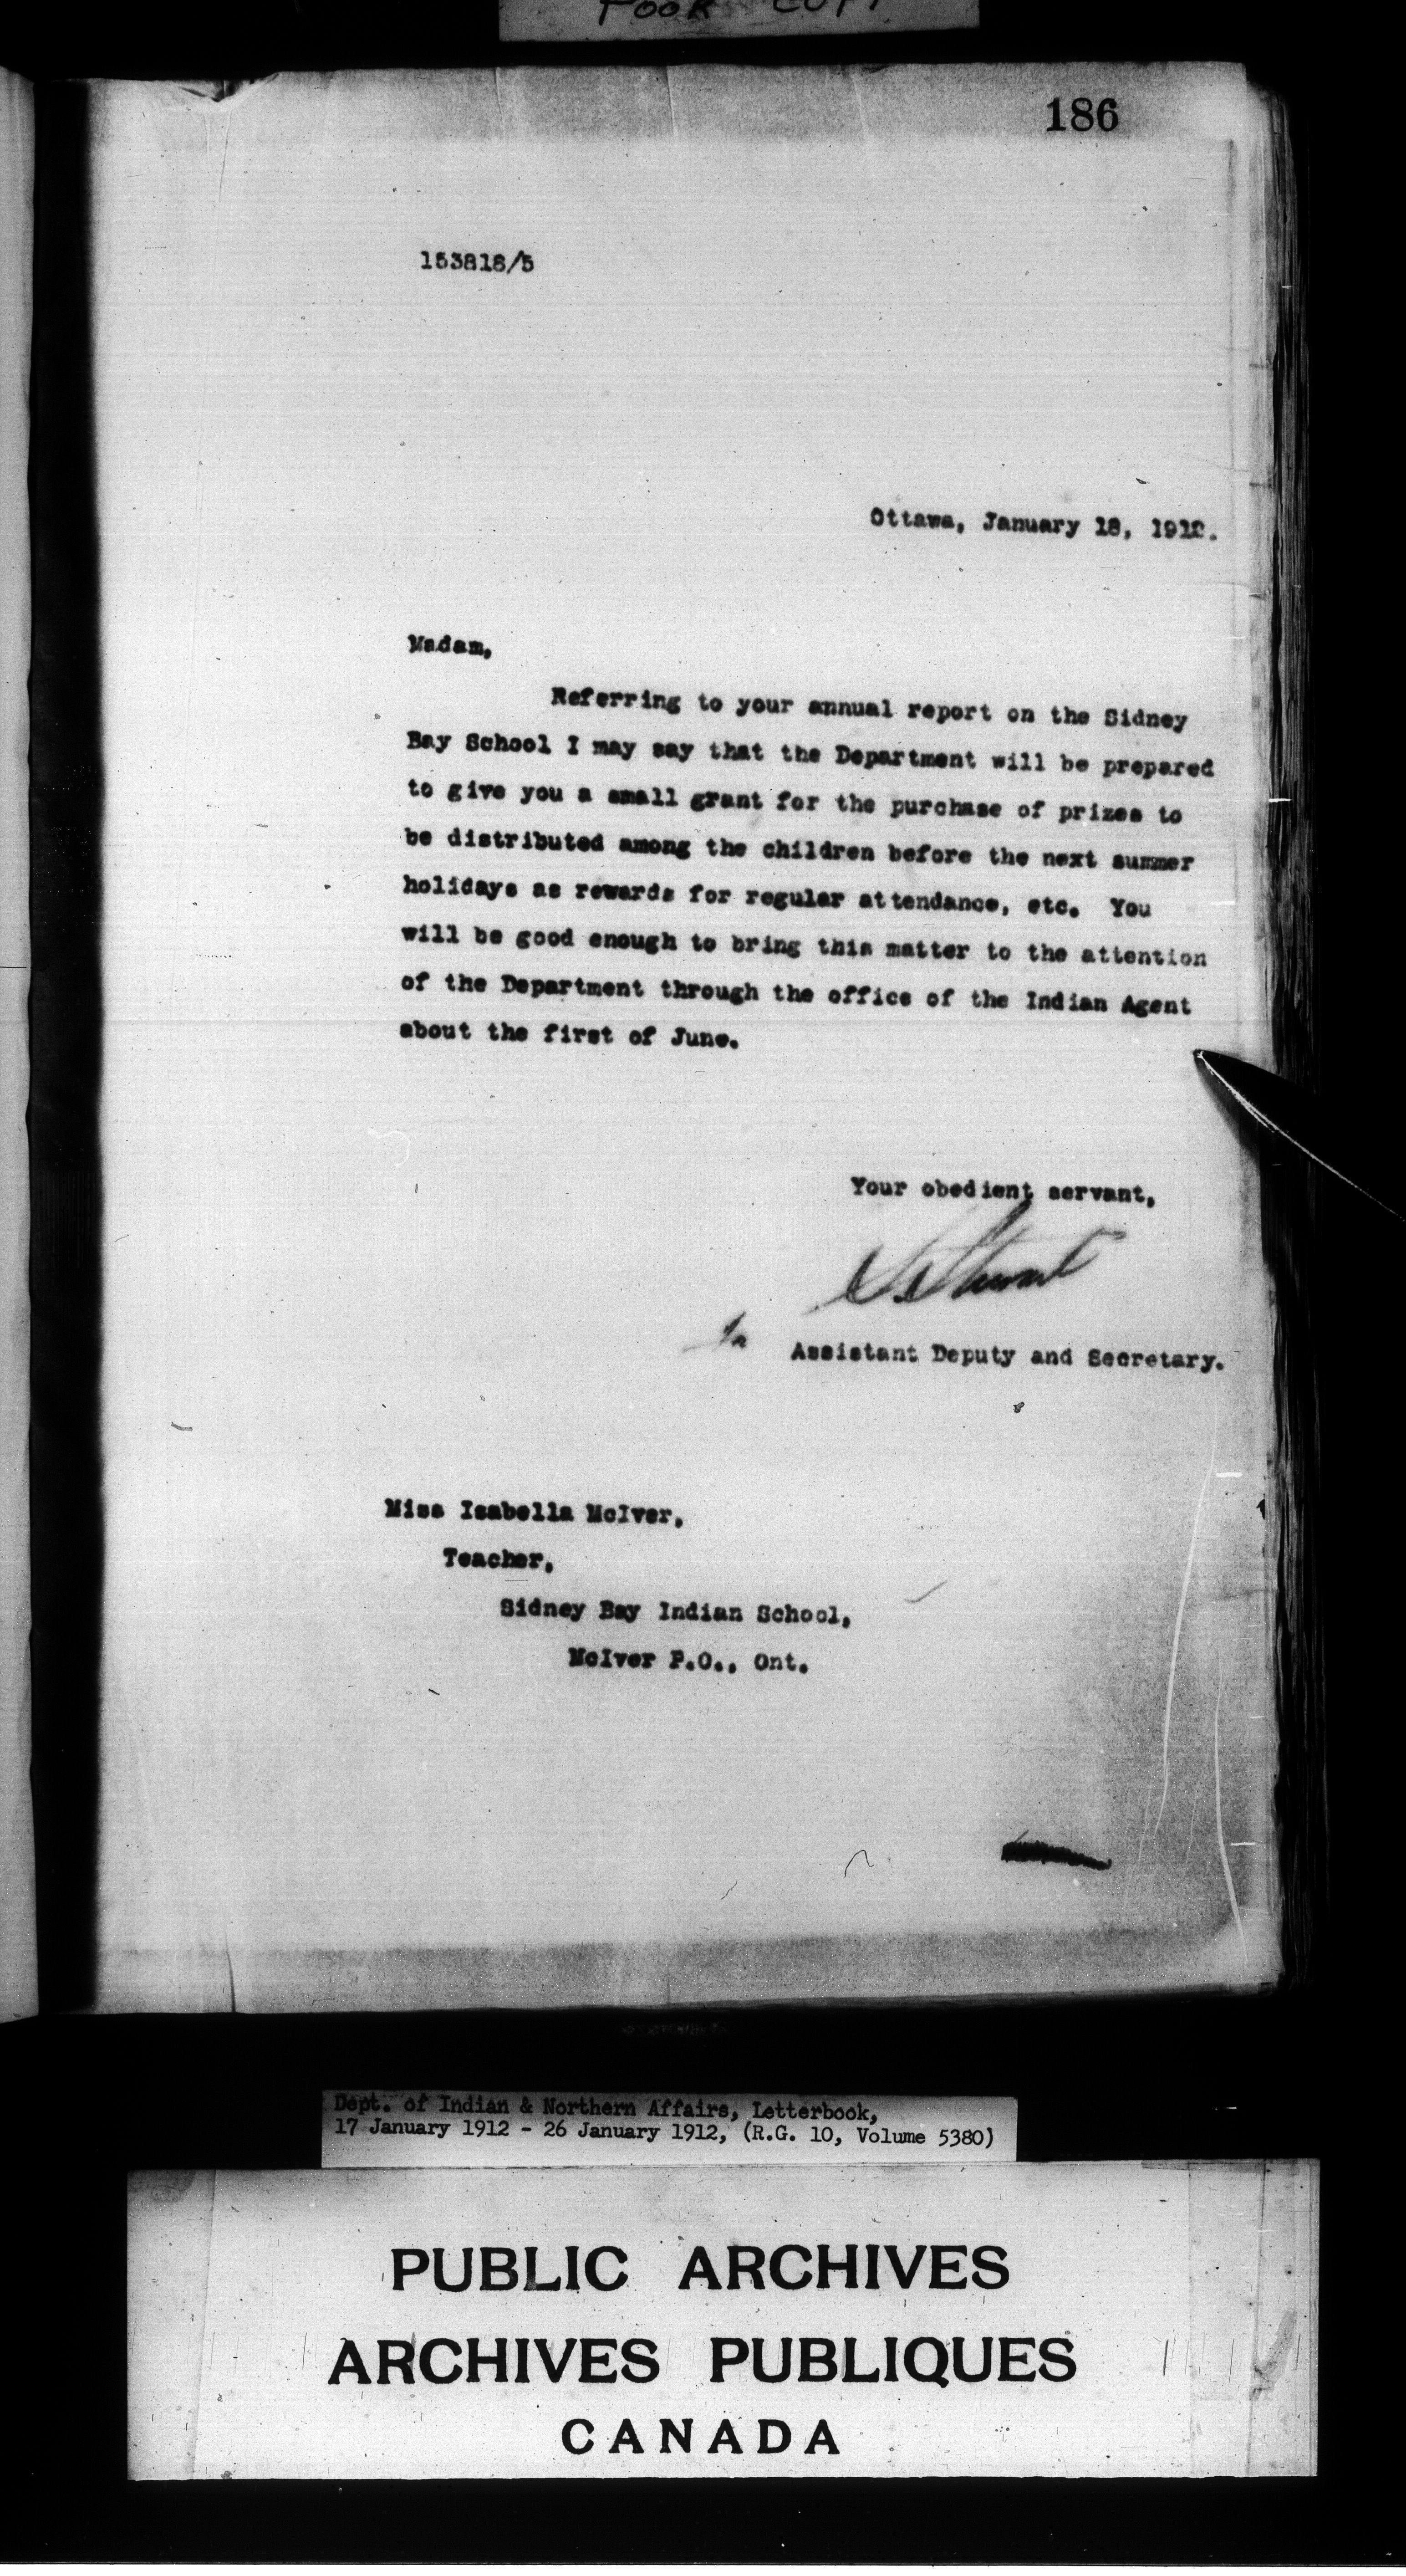 POOR COPY
186
153818/5
Ottawa, January 18, 1912.
Madam,
Referring to your annual report on the Sidney
Bay School I may say that the Department will be prepared
to give you a small grant for the purchase of prizes to
be distributed among the children before the next summer
holidays as rewards for regular attendance, etc. You
will be good enough to bring this matter to the attention
of the Department through the office of the Indian Agent
about the first of June.
Your obedient servant,
S. Stewart
Assistant Deputy and Secretary.
Miss Isabella McIver,
Teacher,
Sidney Bay Indian School,
McIver P.O., Ont.
Dept. of Indian & Northern Affairs, Letterbook,
17 January 1912 - 26 January 1912, (R.G. 10, Volume 5380)
PUBLIC ARCHIVES
ARCHIVES PUBLIQUES
CANADA